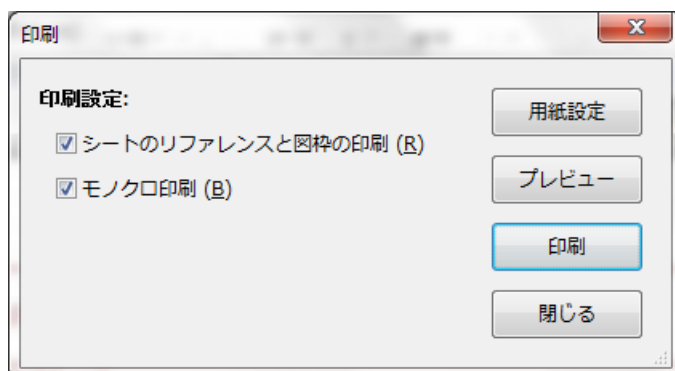 印刷
印刷設定:
シートのリファレンスと図枠の印刷 (R)
モノクロ印刷 (B)
用紙設定
プレビュー
印刷
閉じる